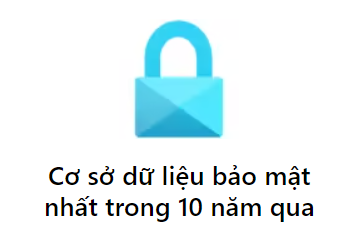 Cơ sở dữ liệu bảo mật
nhất trong 10 năm qua